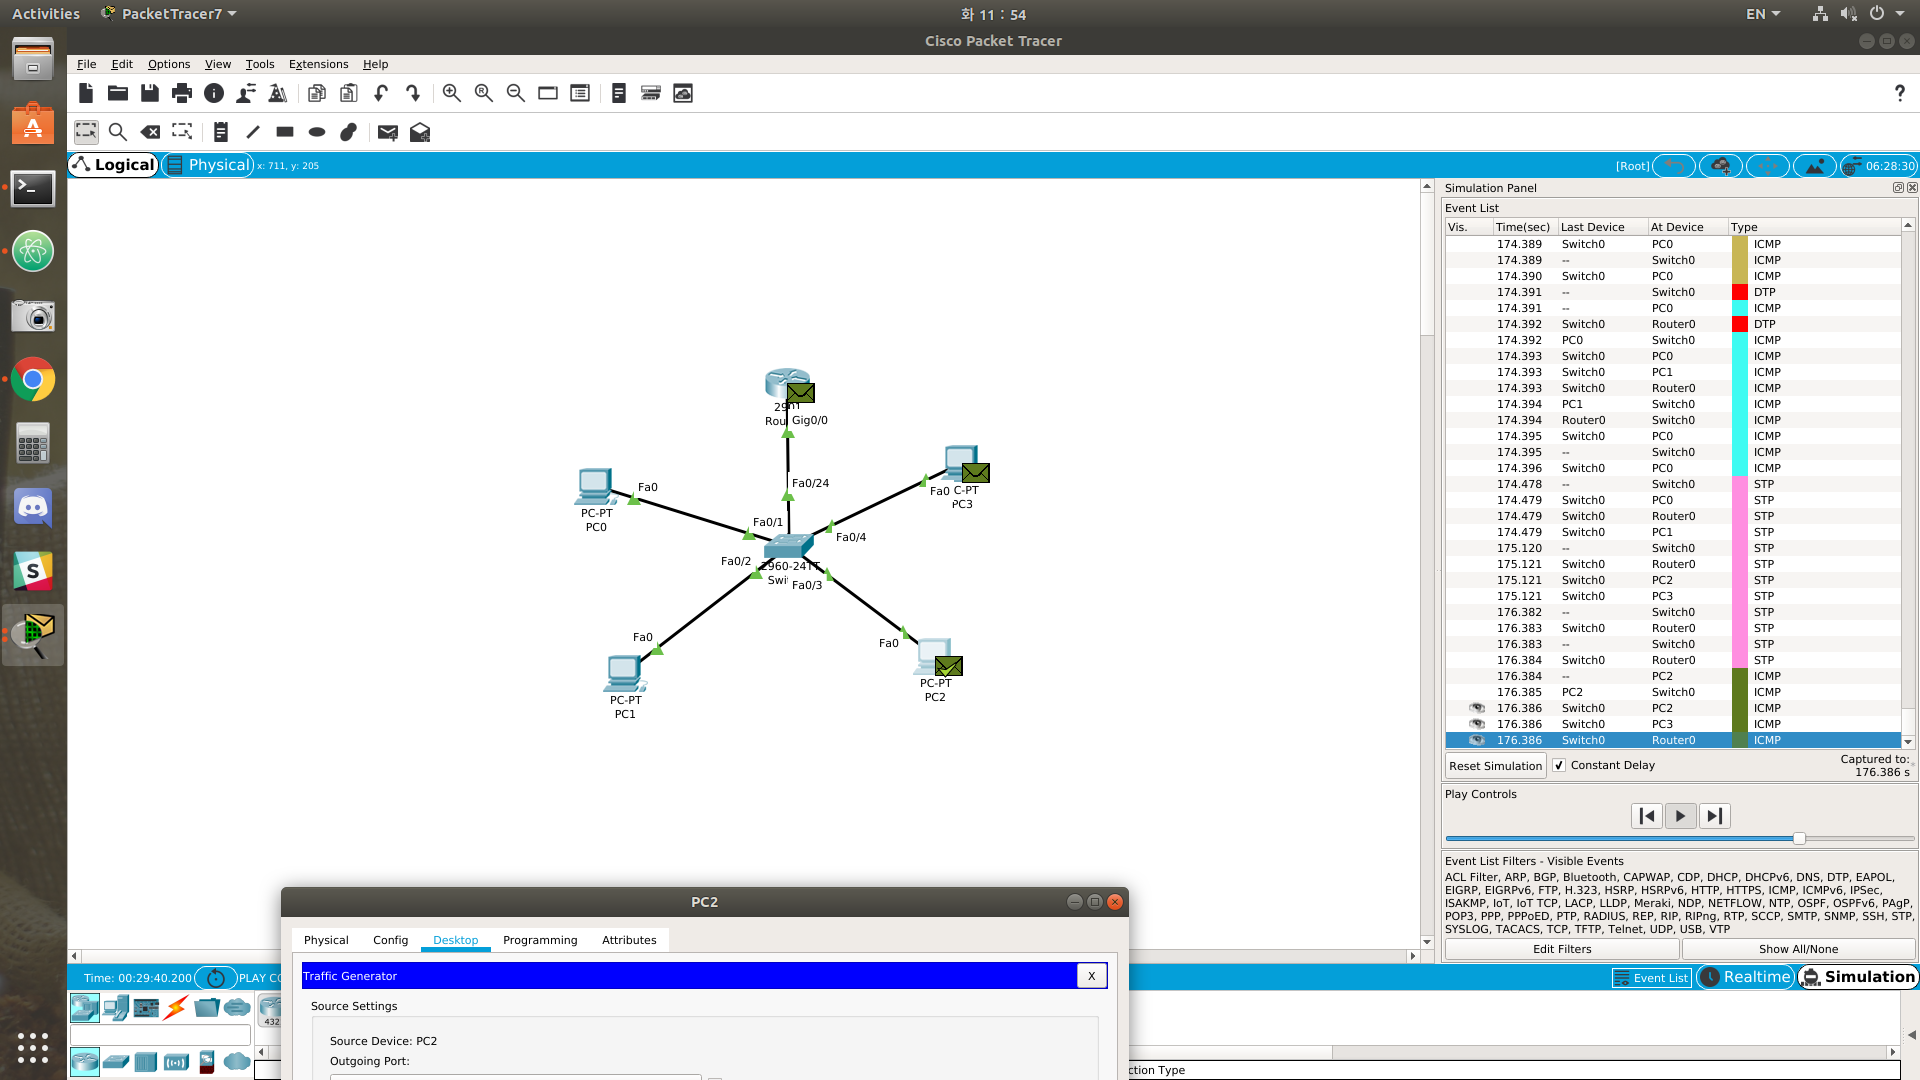 Activities PacketTracer7 화 11 : 54 EN
Cisco Packet Tracer
File Edit Options View Tools Extensions Help
?
Logical Physical x: 711, y: 205 [Root] 06:28:30
Simulation Panel
Event List
Vis. Time(sec) Last Device At Device Type
174.389 Switch0 PC0 ICMP
174.389 -- Switch0 ICMP
174.390 Switch0 PC0 ICMP
174.391 -- Switch0 DTP
174.391 -- PC0 ICMP
174.392 Switch0 Router0 DTP
174.392 PC0 Switch0 ICMP
174.393 Switch0 PC0 ICMP
174.393 Switch0 PC1 ICMP
174.393 Switch0 Router0 ICMP
174.394 PC1 Switch0 ICMP
174.394 Router0 Switch0 ICMP
174.395 Switch0 PC0 ICMP
174.395 -- Switch0 ICMP
174.396 Switch0 PC0 ICMP
174.478 -- Switch0 STP
174.479 Switch0 PC0 STP
174.479 Switch0 Router0 STP
174.479 Switch0 PC1 STP
175.120 -- Switch0 STP
175.121 Switch0 Router0 STP
175.121 Switch0 PC2 STP
175.121 Switch0 PC3 STP
176.382 -- Switch0 STP
176.383 Switch0 Router0 STP
176.383 -- Switch0 STP
176.384 Switch0 Router0 STP
176.384 -- PC2 ICMP
176.385 PC2 Switch0 ICMP
176.386 Switch0 PC2 ICMP
176.386 Switch0 PC3 ICMP
176.386 Switch0 Router0 ICMP
Reset Simulation Constant Delay Captured to:
176.386 s
Play Controls
Event List Filters - Visible Events
ACL Filter, ARP, BGP, Bluetooth, CAPWAP, CDP, DHCP, DHCPv6, DNS, DTP, EAPOL,
EIGRP, EIGRPv6, FTP, H.323, HSRP, HSRPv6, HTTP, HTTPS, ICMP, ICMPv6, IPSec,
ISAKMP, IoT, IoT TCP, LACP, LLDP, Meraki, NDP, NETFLOW, NTP, OSPF, OSPFv6, PAgP,
POP3, PPP, PPPoED, PTP, RADIUS, REP, RIP, RIPng, RTP, SCCP, SMTP, SNMP, SSH, STP,
SYSLOG, TACACS, TCP, TFTP, Telnet, UDP, USB, VTP
Edit Filters Show All/None
Rou Gig0/0
Fa0/24
Fa0
PC-PT
PC0
Fa0/1
Fa0 C-PT
PC3
Fa0/4
Fa0/2
2960-24TT
Swi Fa0/3
Fa0
PC-PT
PC1
Fa0
PC-PT
PC2
Time: 00:29:40.200 PLAY CO Event List Realtime Simulation
432
PC2
Physical Config Desktop Programming Attributes
Traffic Generator X
Source Settings
Source Device: PC2
Outgoing Port:
ction Type